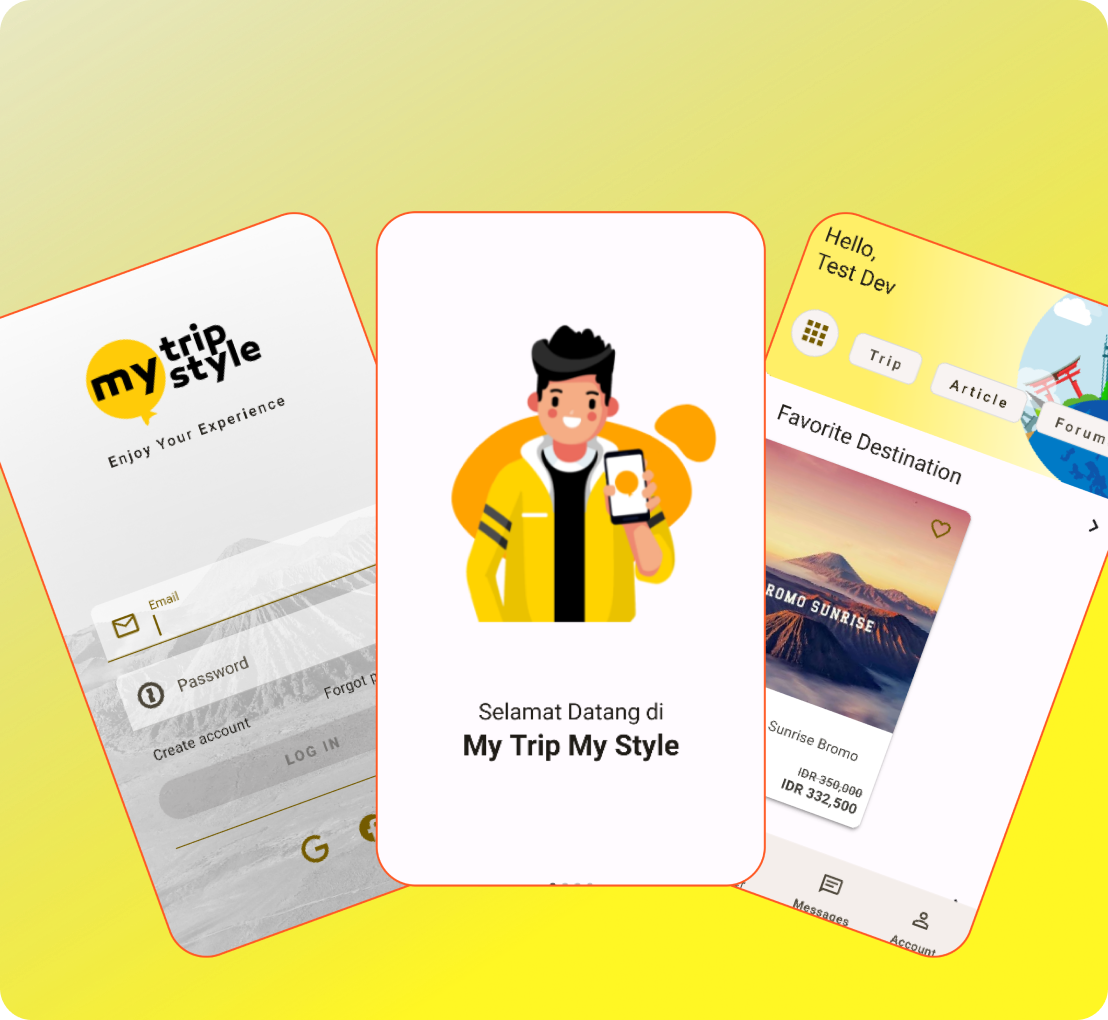 my trip
style
Enjoy Your Experience
Email
Password
Forgot
Create account
LOG IN
Selamat Datang di
My Trip My Style
Hello,
Test Dev
Trip
Article
Forum
Favorite Destination
ROMO SUNRISE
Sunrise Bromo
IDR 350,000
IDR 332,500
Messages
Account